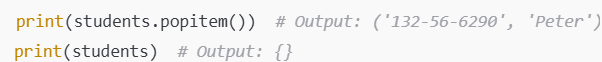 print(students.popitem())  # Output: ('132-56-6290', 'Peter')
print(students)  # Output: {}